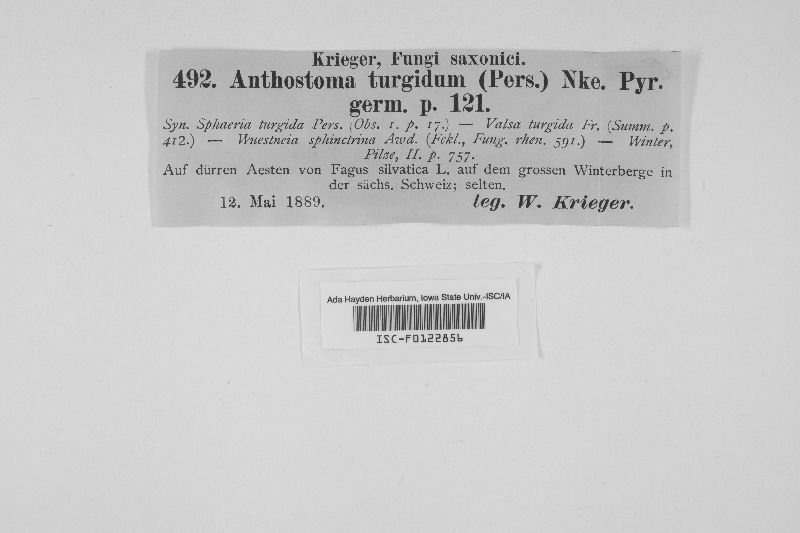 Krieger, Fungi saxonici.
492. Anthostoma turgidum (Pers.) Nke. Pyr.
germ. p. 121.
Syn. Sphaeria turgida Pers. (Obs. 1. p. 17.) — Valsa turgida Fr. (Summ. p.
412.) — Wuestneia sphinctrina Awd. (Fckl., Fung. rhen. 591.) — Winter,
Pilze, II. p. 757.
Auf dürren Aesten von Fagus silvatica L. auf dem grossen Winterberge in
der sächs. Schweiz; selten.
12. Mai 1889. leg. W. Krieger.
Ada Hayden Herbarium, Iowa State Univ.-ISC/IA
ISC-F0122856